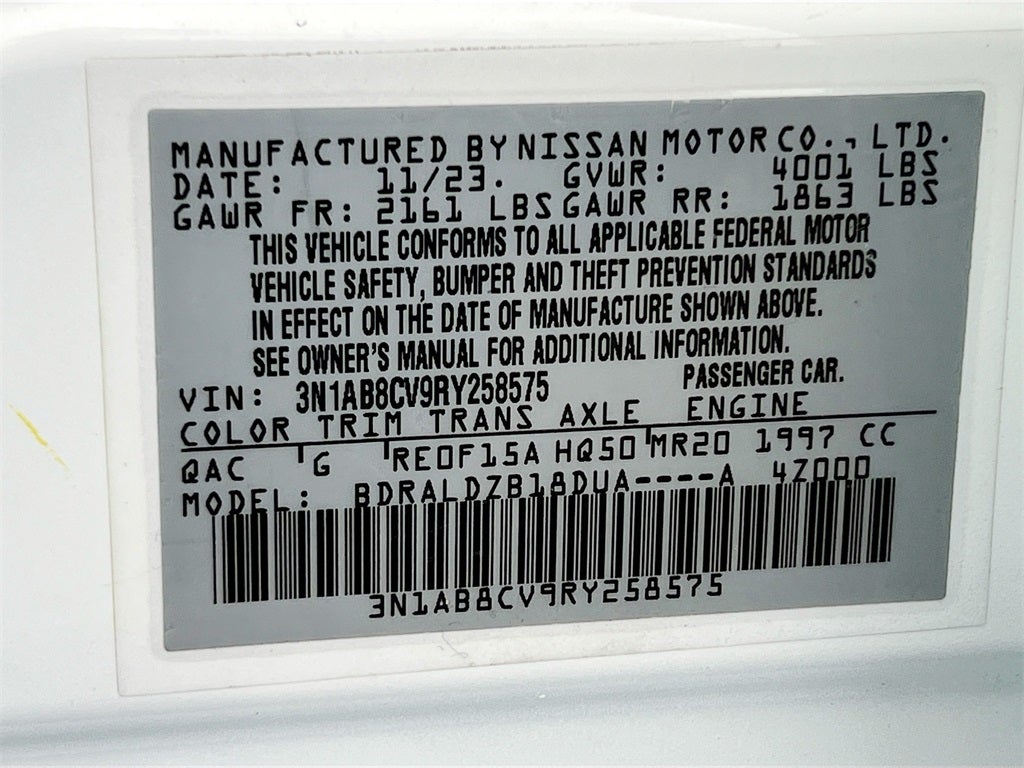 MANUFACTURED BY NISSAN MOTOR CO., LTD.
DATE: 11/23. GVWR: 4001 LBS
GAWR FR: 2161 LBS GAWR RR: 1863 LBS
THIS VEHICLE CONFORMS TO ALL APPLICABLE FEDERAL MOTOR
VEHICLE SAFETY, BUMPER AND THEFT PREVENTION STANDARDS
IN EFFECT ON THE DATE OF MANUFACTURE SHOWN ABOVE.
SEE OWNER'S MANUAL FOR ADDITIONAL INFORMATION.
VIN: 3N1AB8CV9RY258575 PASSENGER CAR.
COLOR TRIM TRANS AXLE ENGINE
QAC G RE0F15A HQ50 MR20 1997 CC
MODEL: BDRALDZB18DUA----A 4Z000
3N1AB8CV9RY258575